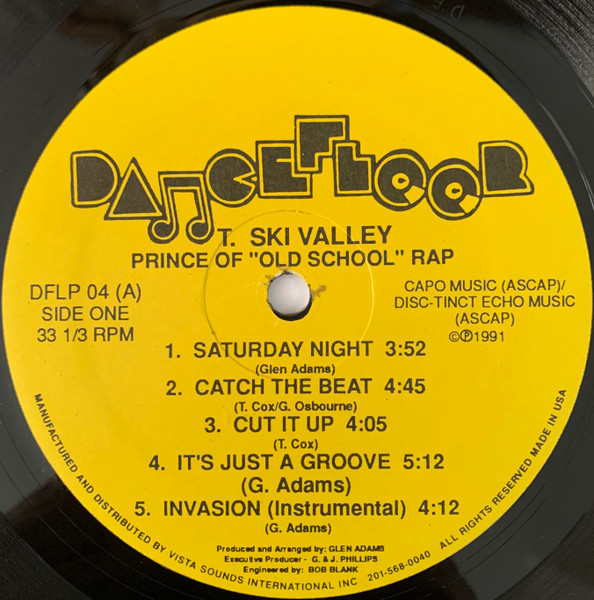 DANCEFLOOR
T. SKI VALLEY
PRINCE OF "OLD SCHOOL" RAP
DFLP 04 (A)
SIDE ONE
33 1/3 RPM
CAPO MUSIC (ASCAP)/
DISC-TINCT ECHO MUSIC
(ASCAP)
©℗1991
1. SATURDAY NIGHT 3:52
(Glen Adams)
2. CATCH THE BEAT 4:45
(T. Cox/G. Osbourne)
3. CUT IT UP 4:05
(T. Cox)
4. IT'S JUST A GROOVE 5:12
(G. Adams)
5. INVASION (Instrumental) 4:12
(G. Adams)
Produced and Arranged by: GLEN ADAMS
Executive Producer - G. & J. PHILLIPS
Engineered by: BOB BLANK
MANUFACTURED AND DISTRIBUTED BY VISTA SOUNDS INTERNATIONAL INC 201-568-0040 ALL RIGHTS RESERVED MADE IN USA